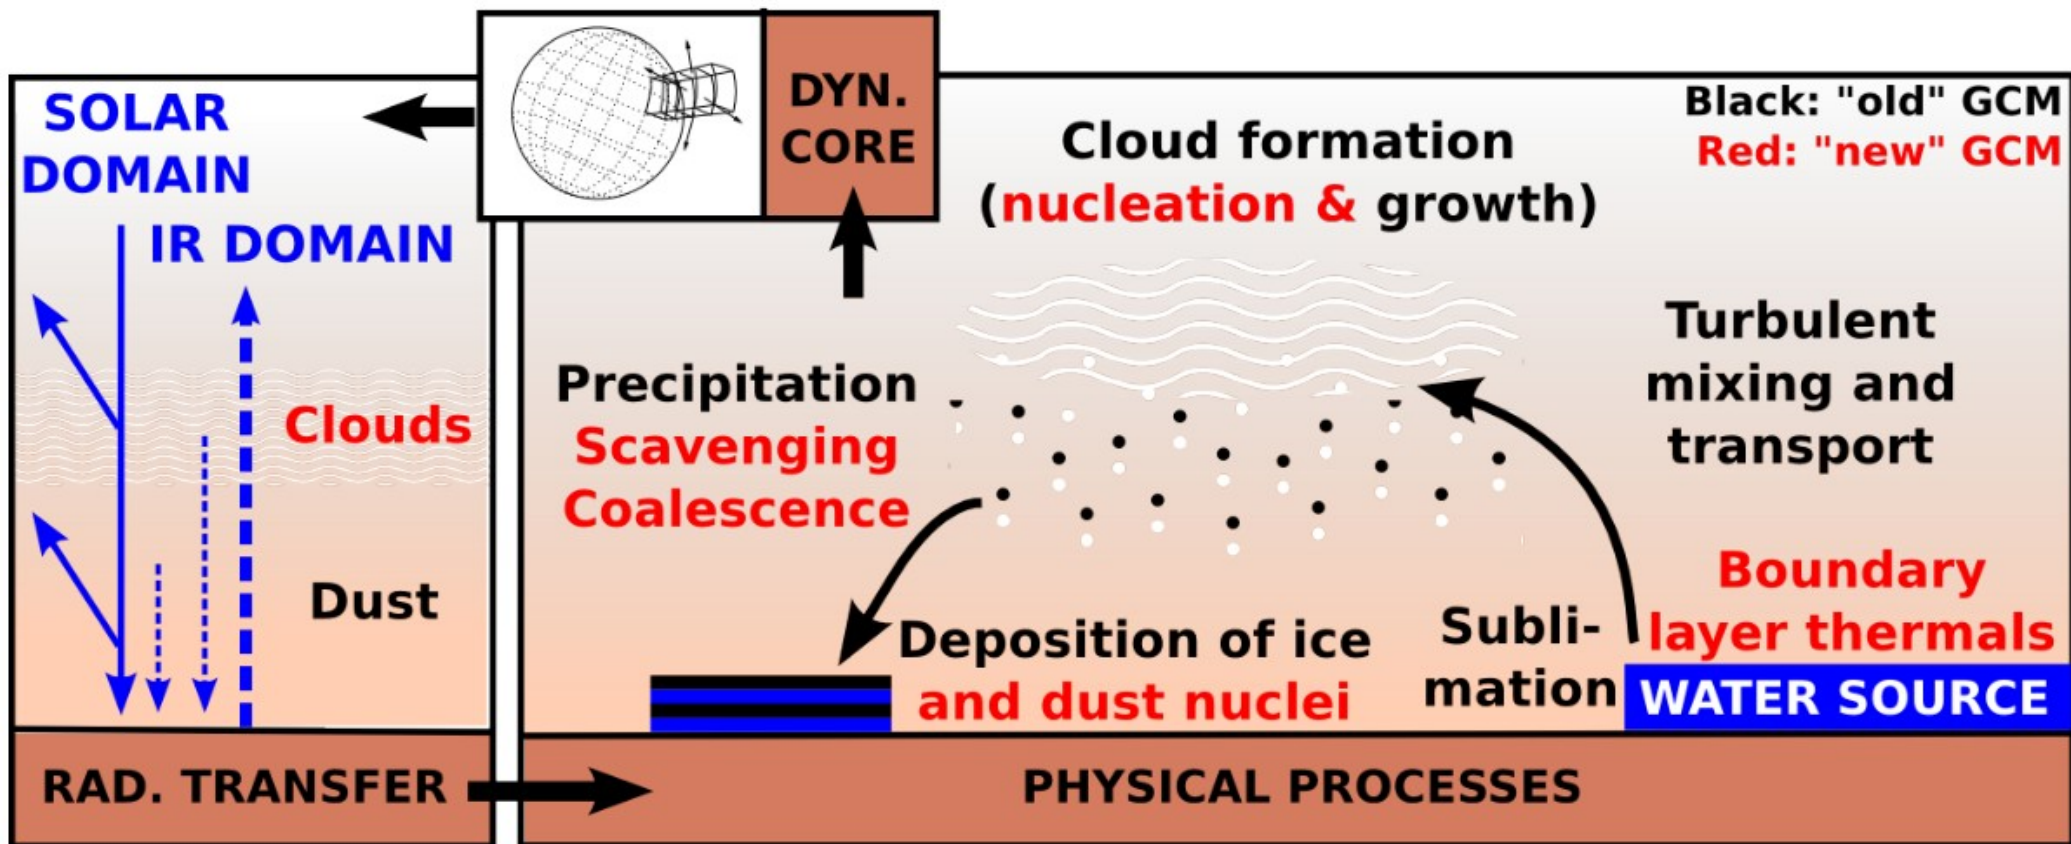 SOLAR
DOMAIN
IR DOMAIN
Clouds
Dust
RAD. TRANSFER
DYN.
CORE
Black: "old" GCM
Red: "new" GCM
Cloud formation
(nucleation & growth)
Precipitation
Scavenging
Coalescence
Turbulent
mixing and
transport
Deposition of ice
and dust nuclei
Subli-
mation
Boundary
layer thermals
WATER SOURCE
PHYSICAL PROCESSES